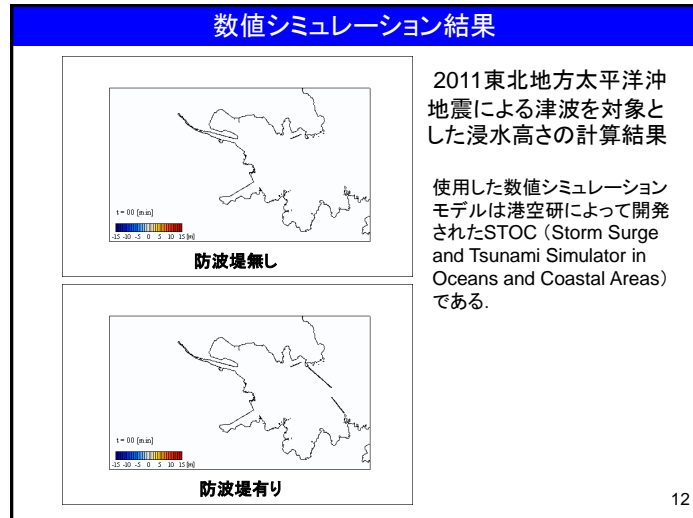 数値シミュレーション結果
t = 00 [min]
-15 -10 -5 0 5 10 15 [m]
防波堤無し
t = 00 [min]
-15 -10 -5 0 5 10 15 [m]
防波堤有り
2011東北地方太平洋沖
地震による津波を対象と
した浸水高さの計算結果
使用した数値シミュレーション
モデルは港空研によって開発
されたSTOC（Storm Surge
and Tsunami Simulator in
Oceans and Coastal Areas）
である.
12